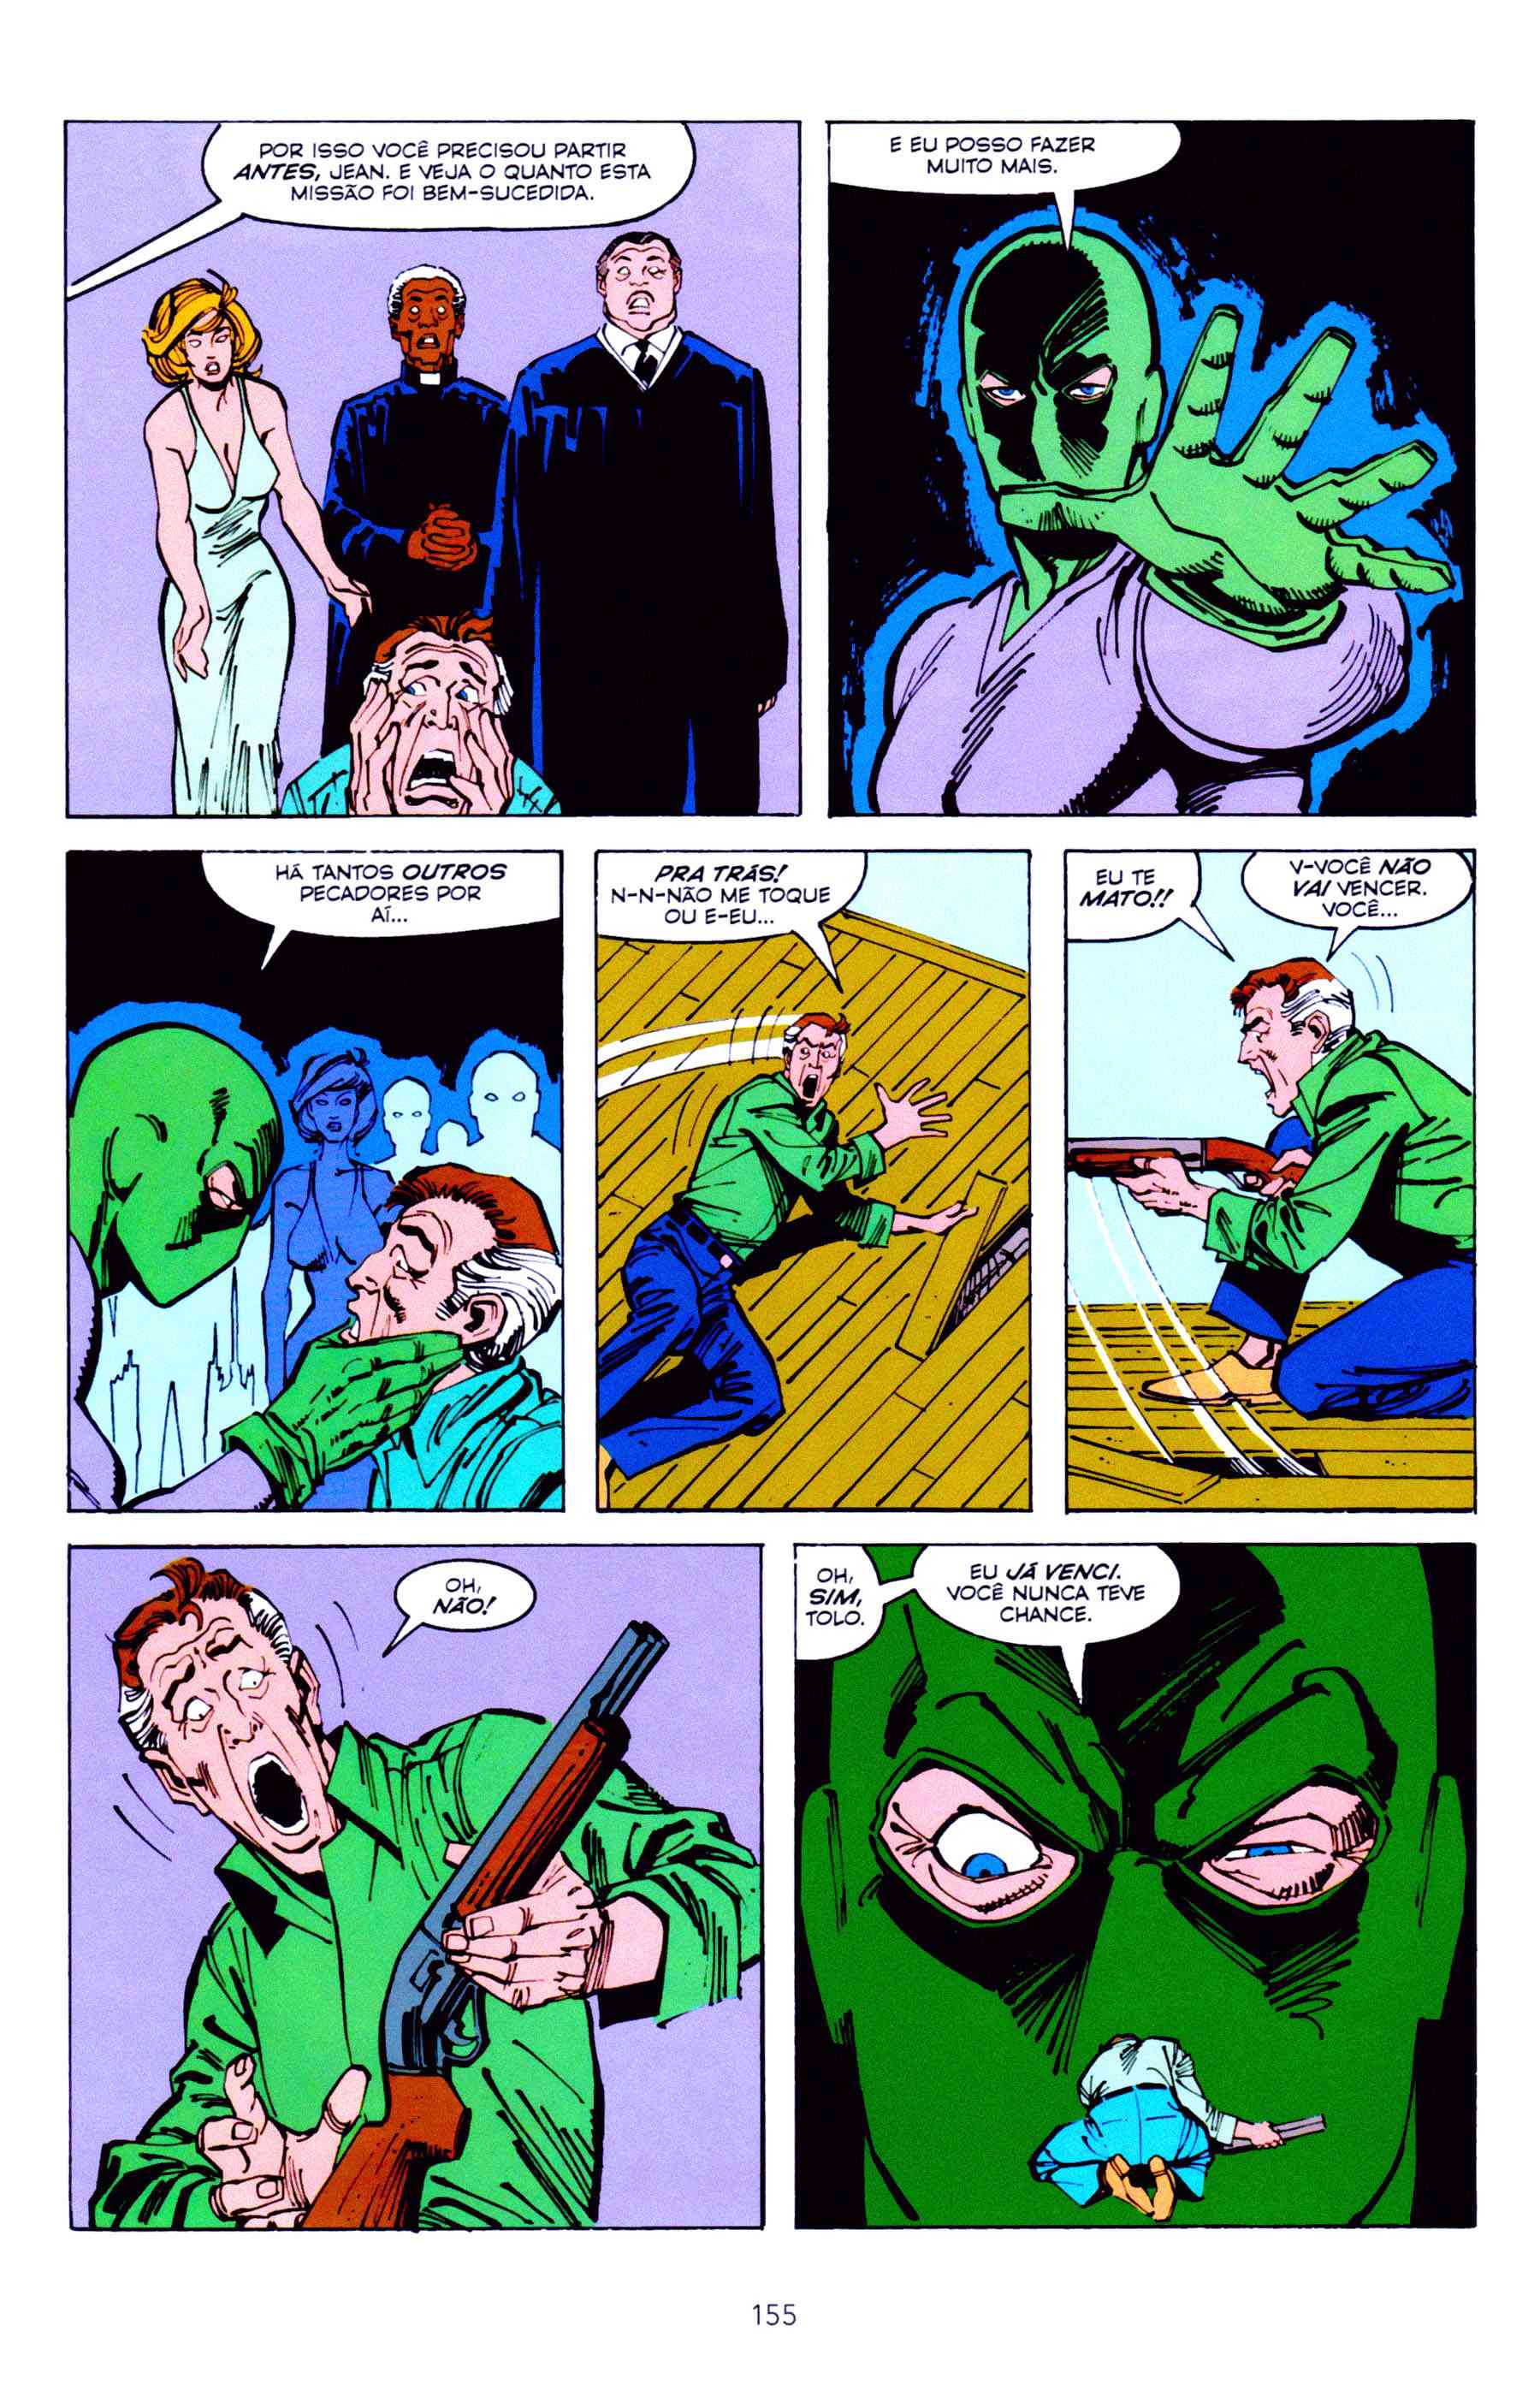 POR ISSO VOCÊ PRECISOU PARTIR
ANTES, JEAN. E VEJA O QUANTO ESTA
MISSÃO FOI BEM-SUCEDIDA.
E EU POSSO FAZER
MUITO MAIS.
HÁ TANTOS OUTROS
PECADORES POR
AÍ...
PRA TRÁS!
N-N-NÃO ME TOQUE
OU E-EU...
EU TE
MATO!!
V-VOCÊ NÃO
VAI VENCER.
VOCÊ...
OH,
NÃO!
OH,
SIM,
TOLO.
EU JÁ VENCI.
VOCÊ NUNCA TEVE
CHANCE.
155